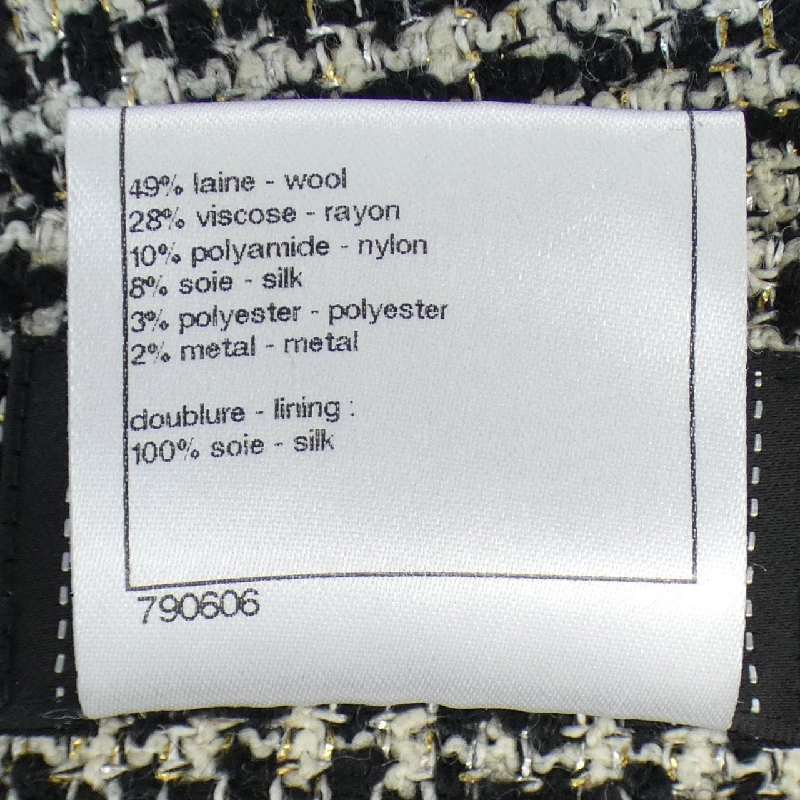 49% laine - wool
28% viscose - rayon
10% polyamide - nylon
8% soie - silk
3% polyester - polyester
2% metal - metal
doublure - lining :
100% soie - silk
790606